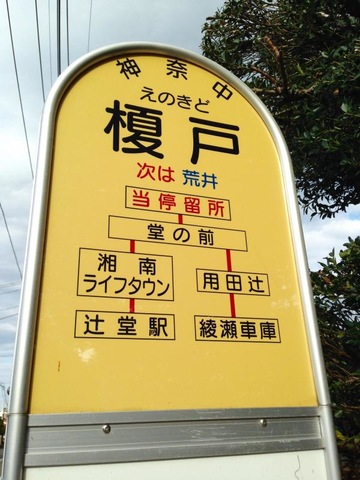 神奈中
えのきど
榎戸
次は 荒井
当停留所
堂の前
湘南
ライフタウン
用田辻
辻堂駅
綾瀬車庫